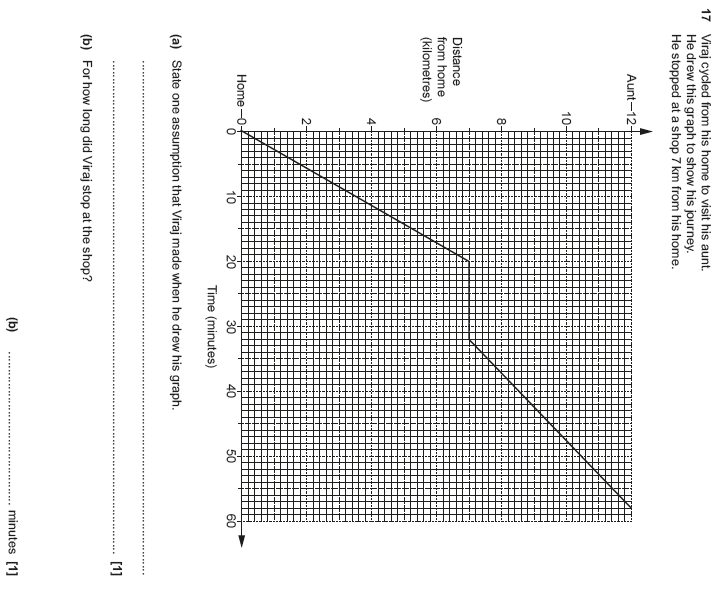 17 Viraj cycled from his home to visit his aunt.
He drew this graph to show his journey.
He stopped at a shop 7 km from his home.
Aunt 12
10
8
Distance
from home
(kilometres)
6
4
2
Home 0
0 10 20 30 40 50 60
Time (minutes)
(a) State one assumption that Viraj made when he drew his graph.
[1]
(b) For how long did Viraj stop at the shop?
(b) minutes [1]